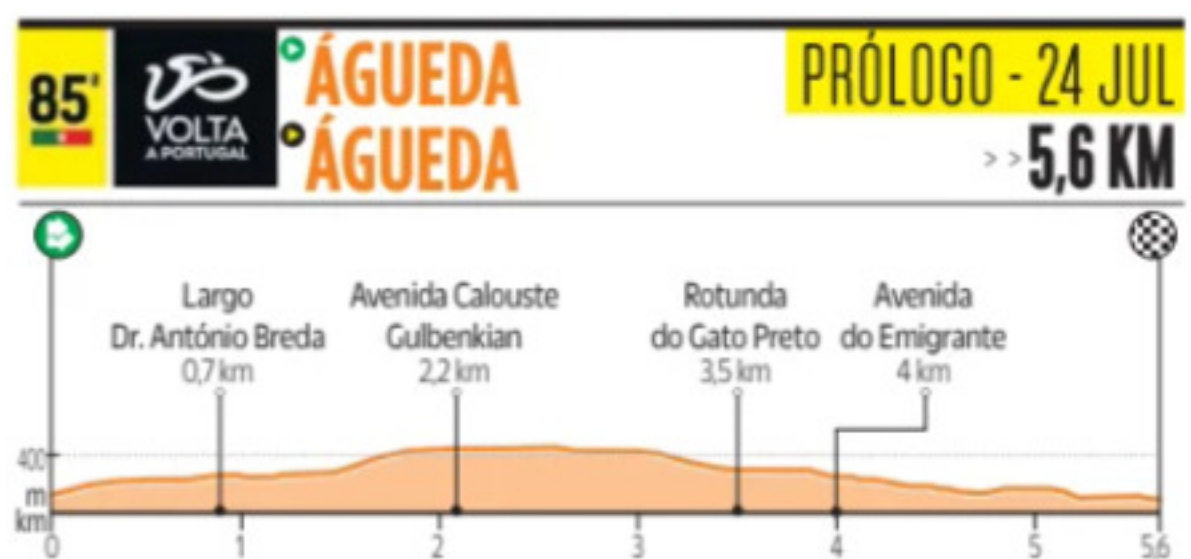 85ª
VOLTA
A PORTUGAL
ÁGUEDA
ÁGUEDA
PRÓLOGO - 24 JUL
>> 5,6 KM
Largo
Dr. António Breda
0,7 km
Avenida Calouste
Gulbenkian
2,2 km
Rotunda
do Gato Preto
3,5 km
Avenida
do Emigrante
4 km
400
m
km
0 1 2 3 4 5 5,6